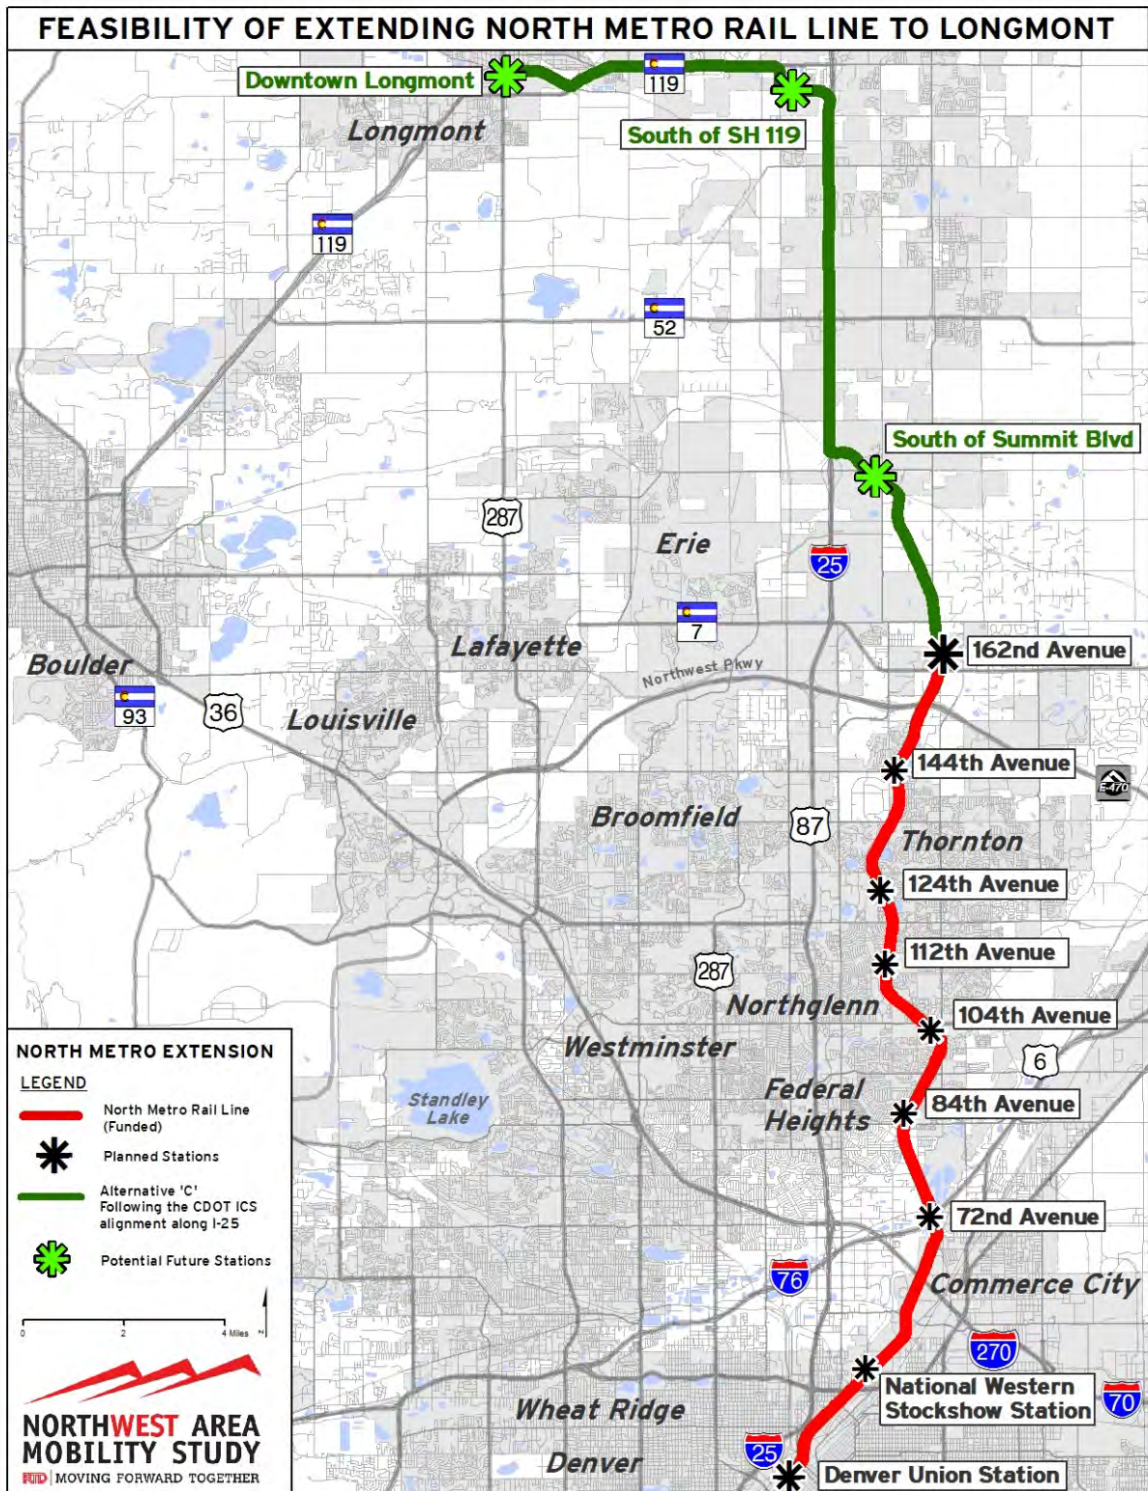 FEASIBILITY OF EXTENDING NORTH METRO RAIL LINE TO LONGMONT
Downtown Longmont
119
Longmont
South of SH 119
119
52
South of Summit Blvd
287
Erie
25
7
Lafayette
162nd Avenue
Boulder
Northwest Pkwy
93
36
Louisville
144th Avenue
E-470
Broomfield
87
Thornton
124th Avenue
112th Avenue
287
Northglenn
104th Avenue
Westminster
6
Federal
Heights
84th Avenue
Standley
Lake
72nd Avenue
76
Commerce City
270
National Western
Stockshow Station
70
Wheat Ridge
25
Denver
Denver Union Station
NORTH METRO EXTENSION
LEGEND
North Metro Rail Line
(Funded)
Planned Stations
Alternative 'C'
Following the CDOT ICS
alignment along I-25
Potential Future Stations
0 2 4 Miles
N
NORTHWEST AREA
MOBILITY STUDY
MOVING FORWARD TOGETHER